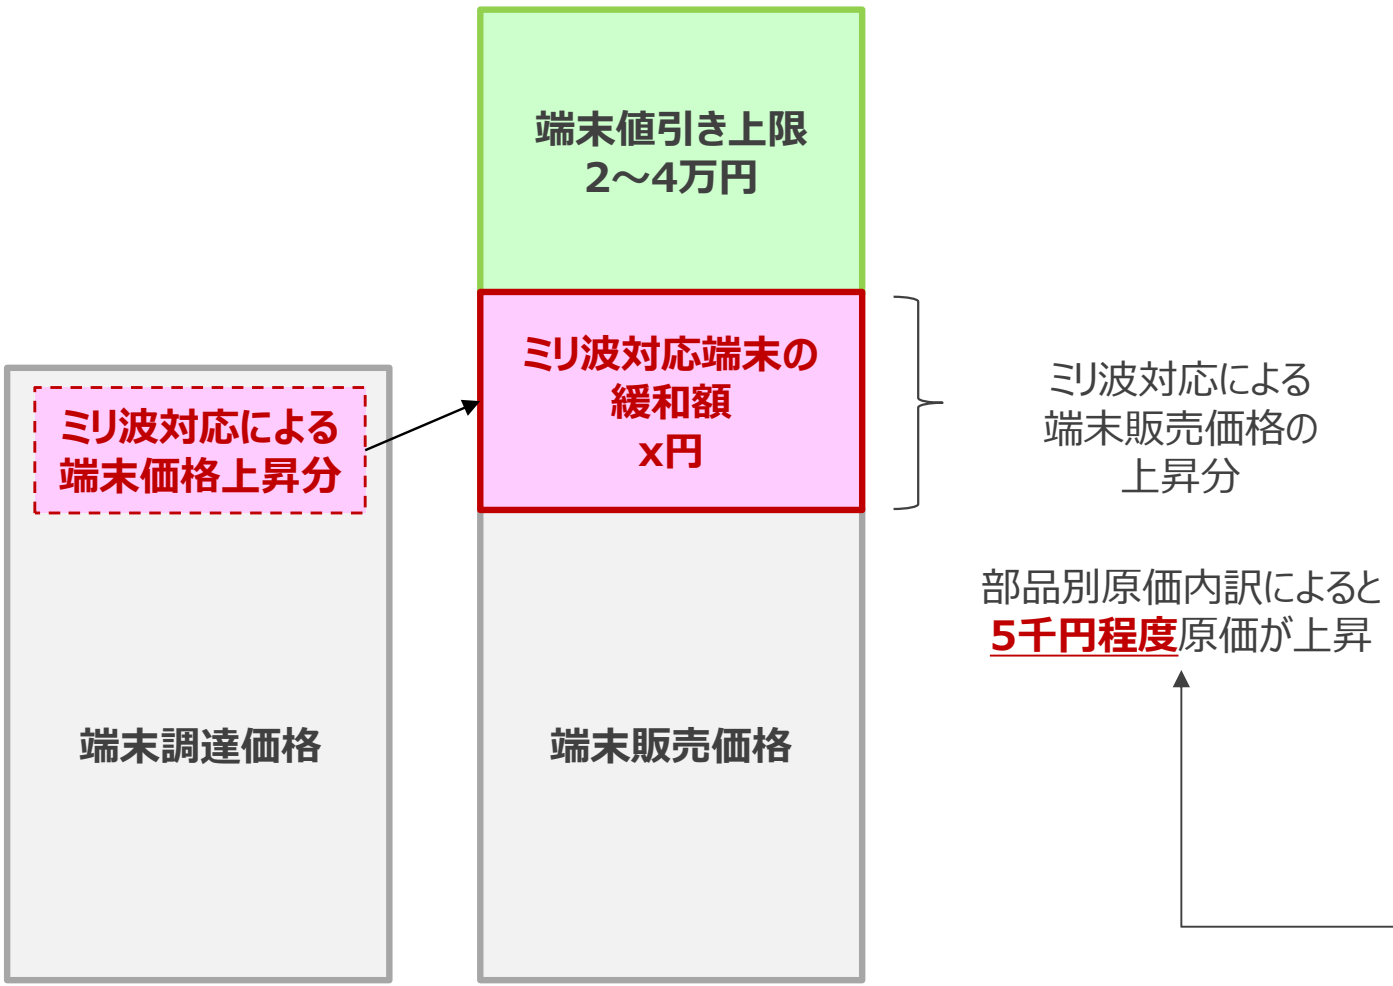 端末値引き上限
2～4万円
ミリ波対応端末の
緩和額
x円
ミリ波対応による
端末価格上昇分
端末調達価格
端末販売価格
ミリ波対応による
端末販売価格の
上昇分
部品別原価内訳によると
5千円程度原価が上昇